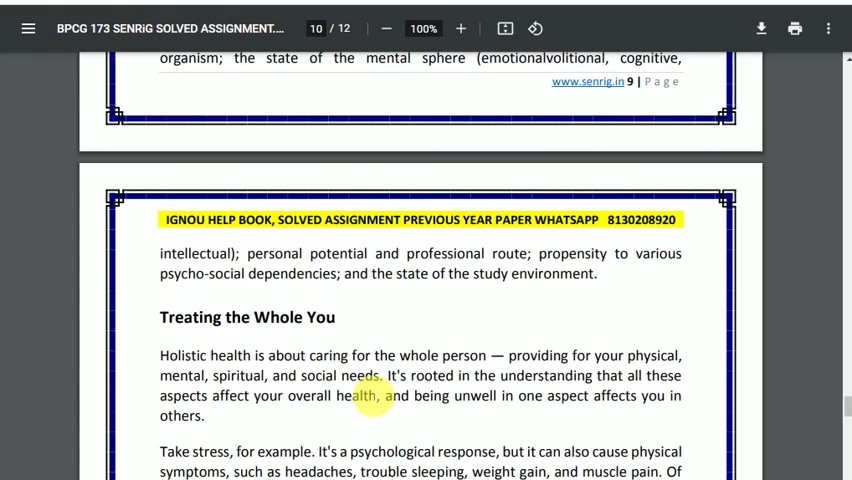 BPCG 173 SENRiG SOLVED ASSIGNMENT... 10 / 12 — 100% +
organism; the state of the mental sphere (emotionalvolitional, cognitive,
www.senrig.in 9 | Page
IGNOU HELP BOOK, SOLVED ASSIGNMENT PREVIOUS YEAR PAPER WHATSAPP 8130208920
intellectual); personal potential and professional route; propensity to various
psycho-social dependencies; and the state of the study environment.
Treating the Whole You
Holistic health is about caring for the whole person — providing for your physical,
mental, spiritual, and social needs. It's rooted in the understanding that all these
aspects affect your overall health, and being unwell in one aspect affects you in
others.
Take stress, for example. It's a psychological response, but it can also cause physical
symptoms, such as headaches, trouble sleeping, weight gain, and muscle pain. Of